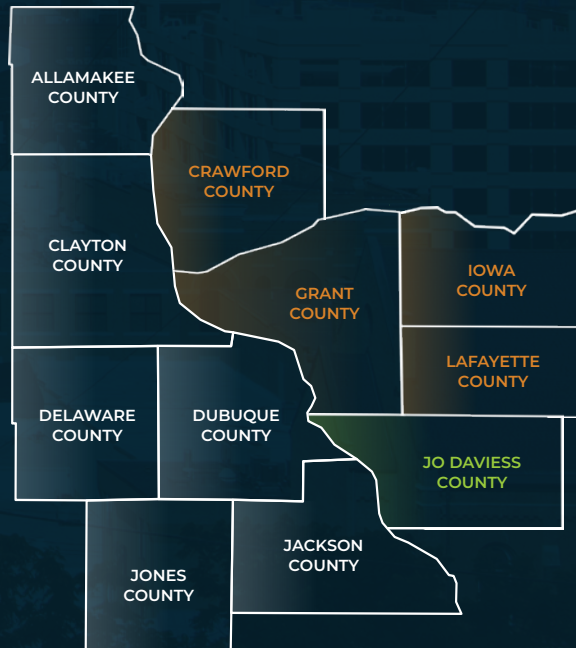 ALLAMAKEE
COUNTY
CRAWFORD
COUNTY
CLAYTON
COUNTY
IOWA
COUNTY
GRANT
COUNTY
LAFAYETTE
COUNTY
DELAWARE
COUNTY
DUBUQUE
COUNTY
JO DAVIESS
COUNTY
JACKSON
COUNTY
JONES
COUNTY